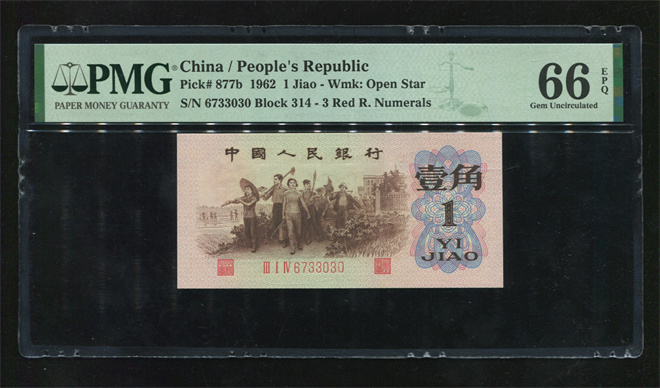 PMG®
PAPER MONEY GUARANTY
China / People's Republic
Pick# 877b 1962 1 Jiao - Wmk: Open Star
S/N 6733030 Block 314 - 3 Red R. Numerals
66 EPQ
Gem Uncirculated
中國人民銀行
壹角
1
YI
JIAO
III I IV 6733030